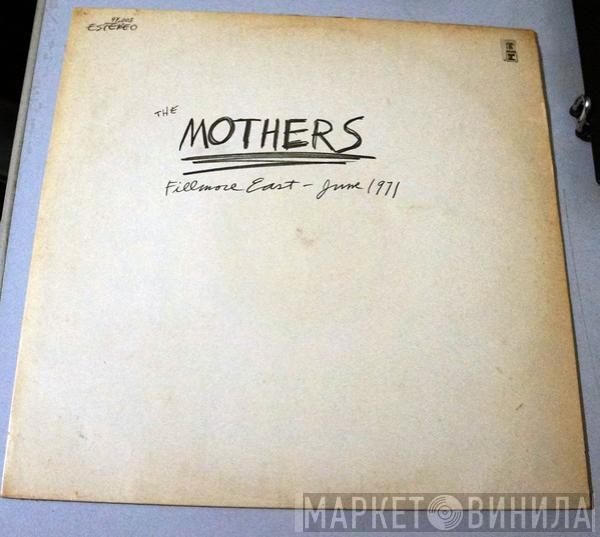 ESTEREO
THE
MOTHERS
Fillmore East – June 1971
МАРКЕТ ВИНИЛА